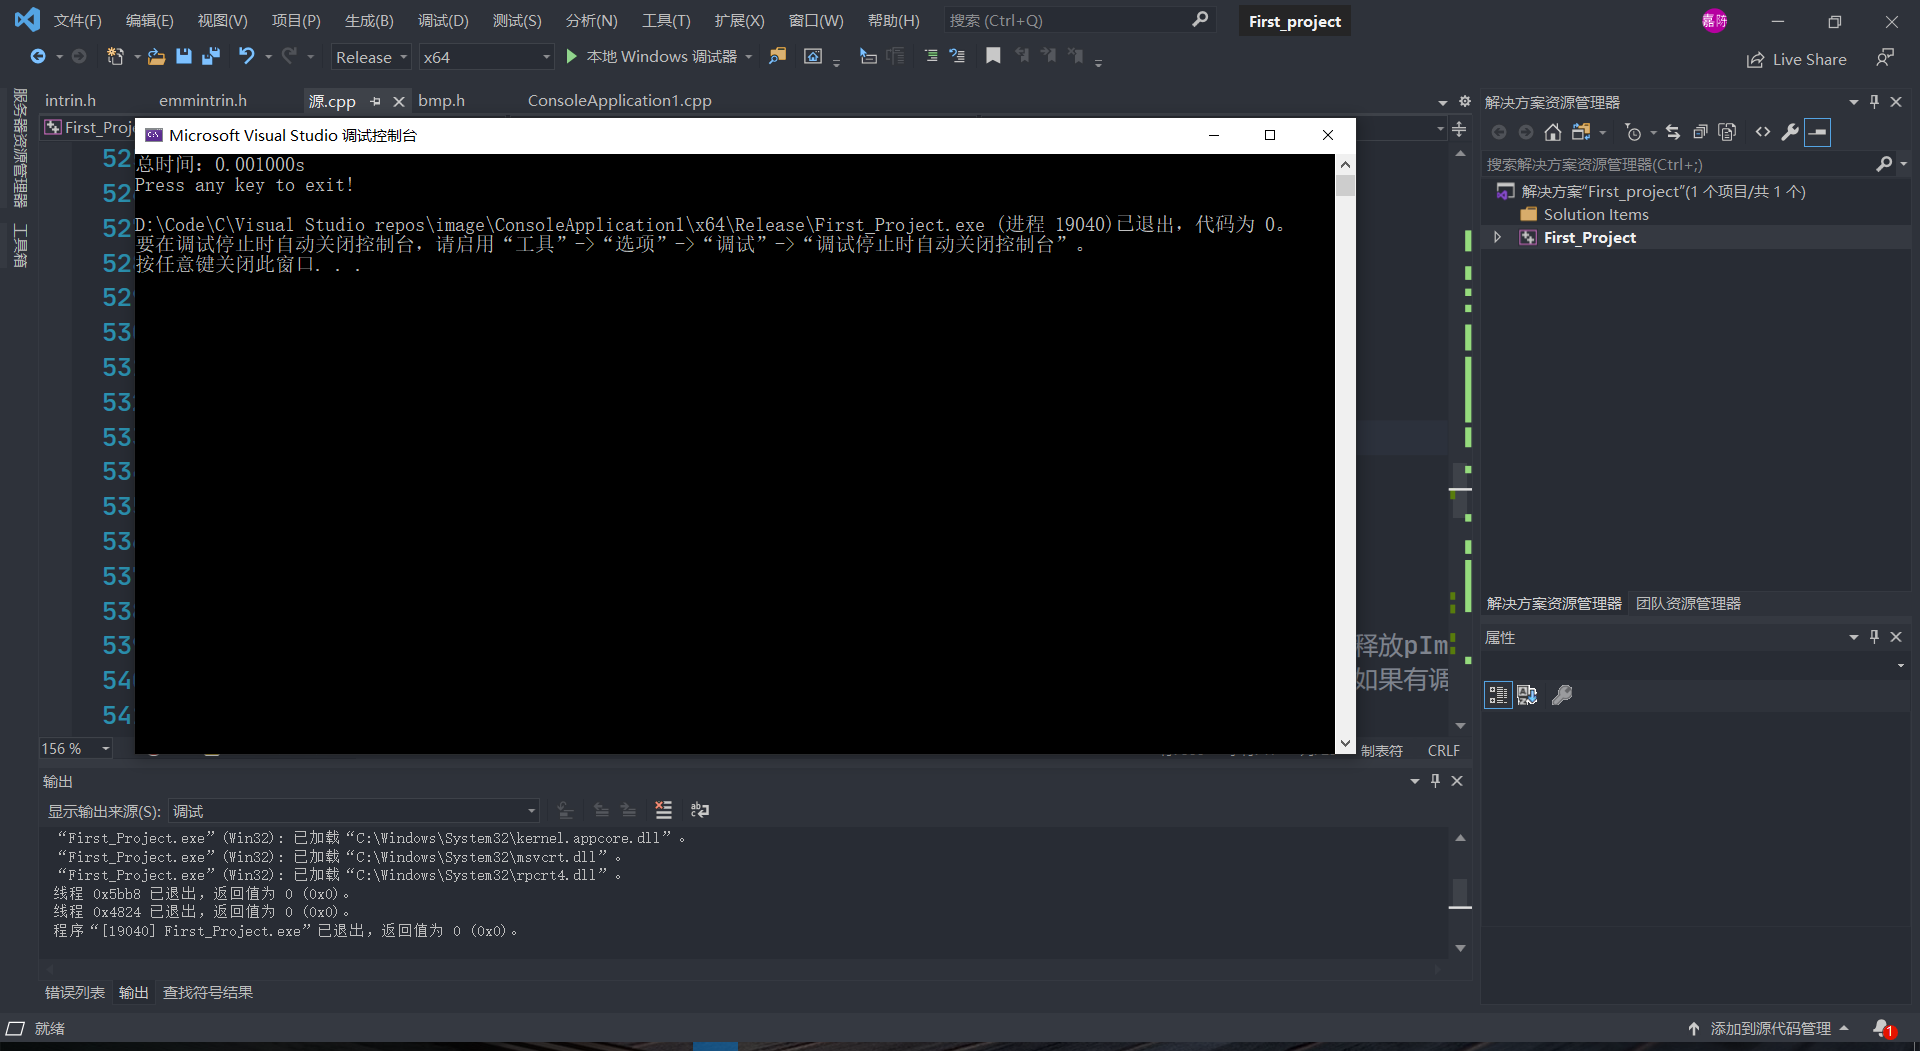 文件(F) 编辑(E) 视图(V) 项目(P) 生成(B) 调试(D) 测试(S) 分析(N) 工具(T) 扩展(X) 窗口(W) 帮助(H) 搜索 (Ctrl+Q) First_project 嘉陈
Release x64 本地 Windows 调试器 Live Share
服务器资源管理器
工具箱
intrin.h emmintrin.h 源.cpp bmp.h ConsoleApplication1.cpp
First_Proj
Microsoft Visual Studio 调试控制台
总时间：0.001000s
Press any key to exit!
D:\Code\C\Visual Studio repos\image\ConsoleApplication1\x64\Release\First_Project.exe (进程 19040)已退出，代码为 0。
要在调试停止时自动关闭控制台，请启用“工具”->“选项”->“调试”->“调试停止时自动关闭控制台”。
按任意键关闭此窗口. . .
52
52
52
52
52
53
53
53
53
53
53
53
53
53
53
54
54
释放pIm
如果有调
156 % 制表符 CRLF
解决方案资源管理器
搜索解决方案资源管理器(Ctrl+;)
解决方案“First_project”(1 个项目/共 1 个)
Solution Items
First_Project
解决方案资源管理器 团队资源管理器
属性
输出
显示输出来源(S): 调试
“First_Project.exe”(Win32): 已加载“C:\Windows\System32\kernel.appcore.dll”。
“First_Project.exe”(Win32): 已加载“C:\Windows\System32\msvcrt.dll”。
“First_Project.exe”(Win32): 已加载“C:\Windows\System32\rpcrt4.dll”。
线程 0x5bb8 已退出，返回值为 0 (0x0)。
线程 0x4824 已退出，返回值为 0 (0x0)。
程序“[19040] First_Project.exe”已退出，返回值为 0 (0x0)。
错误列表 输出 查找符号结果
就绪 添加到源代码管理 1